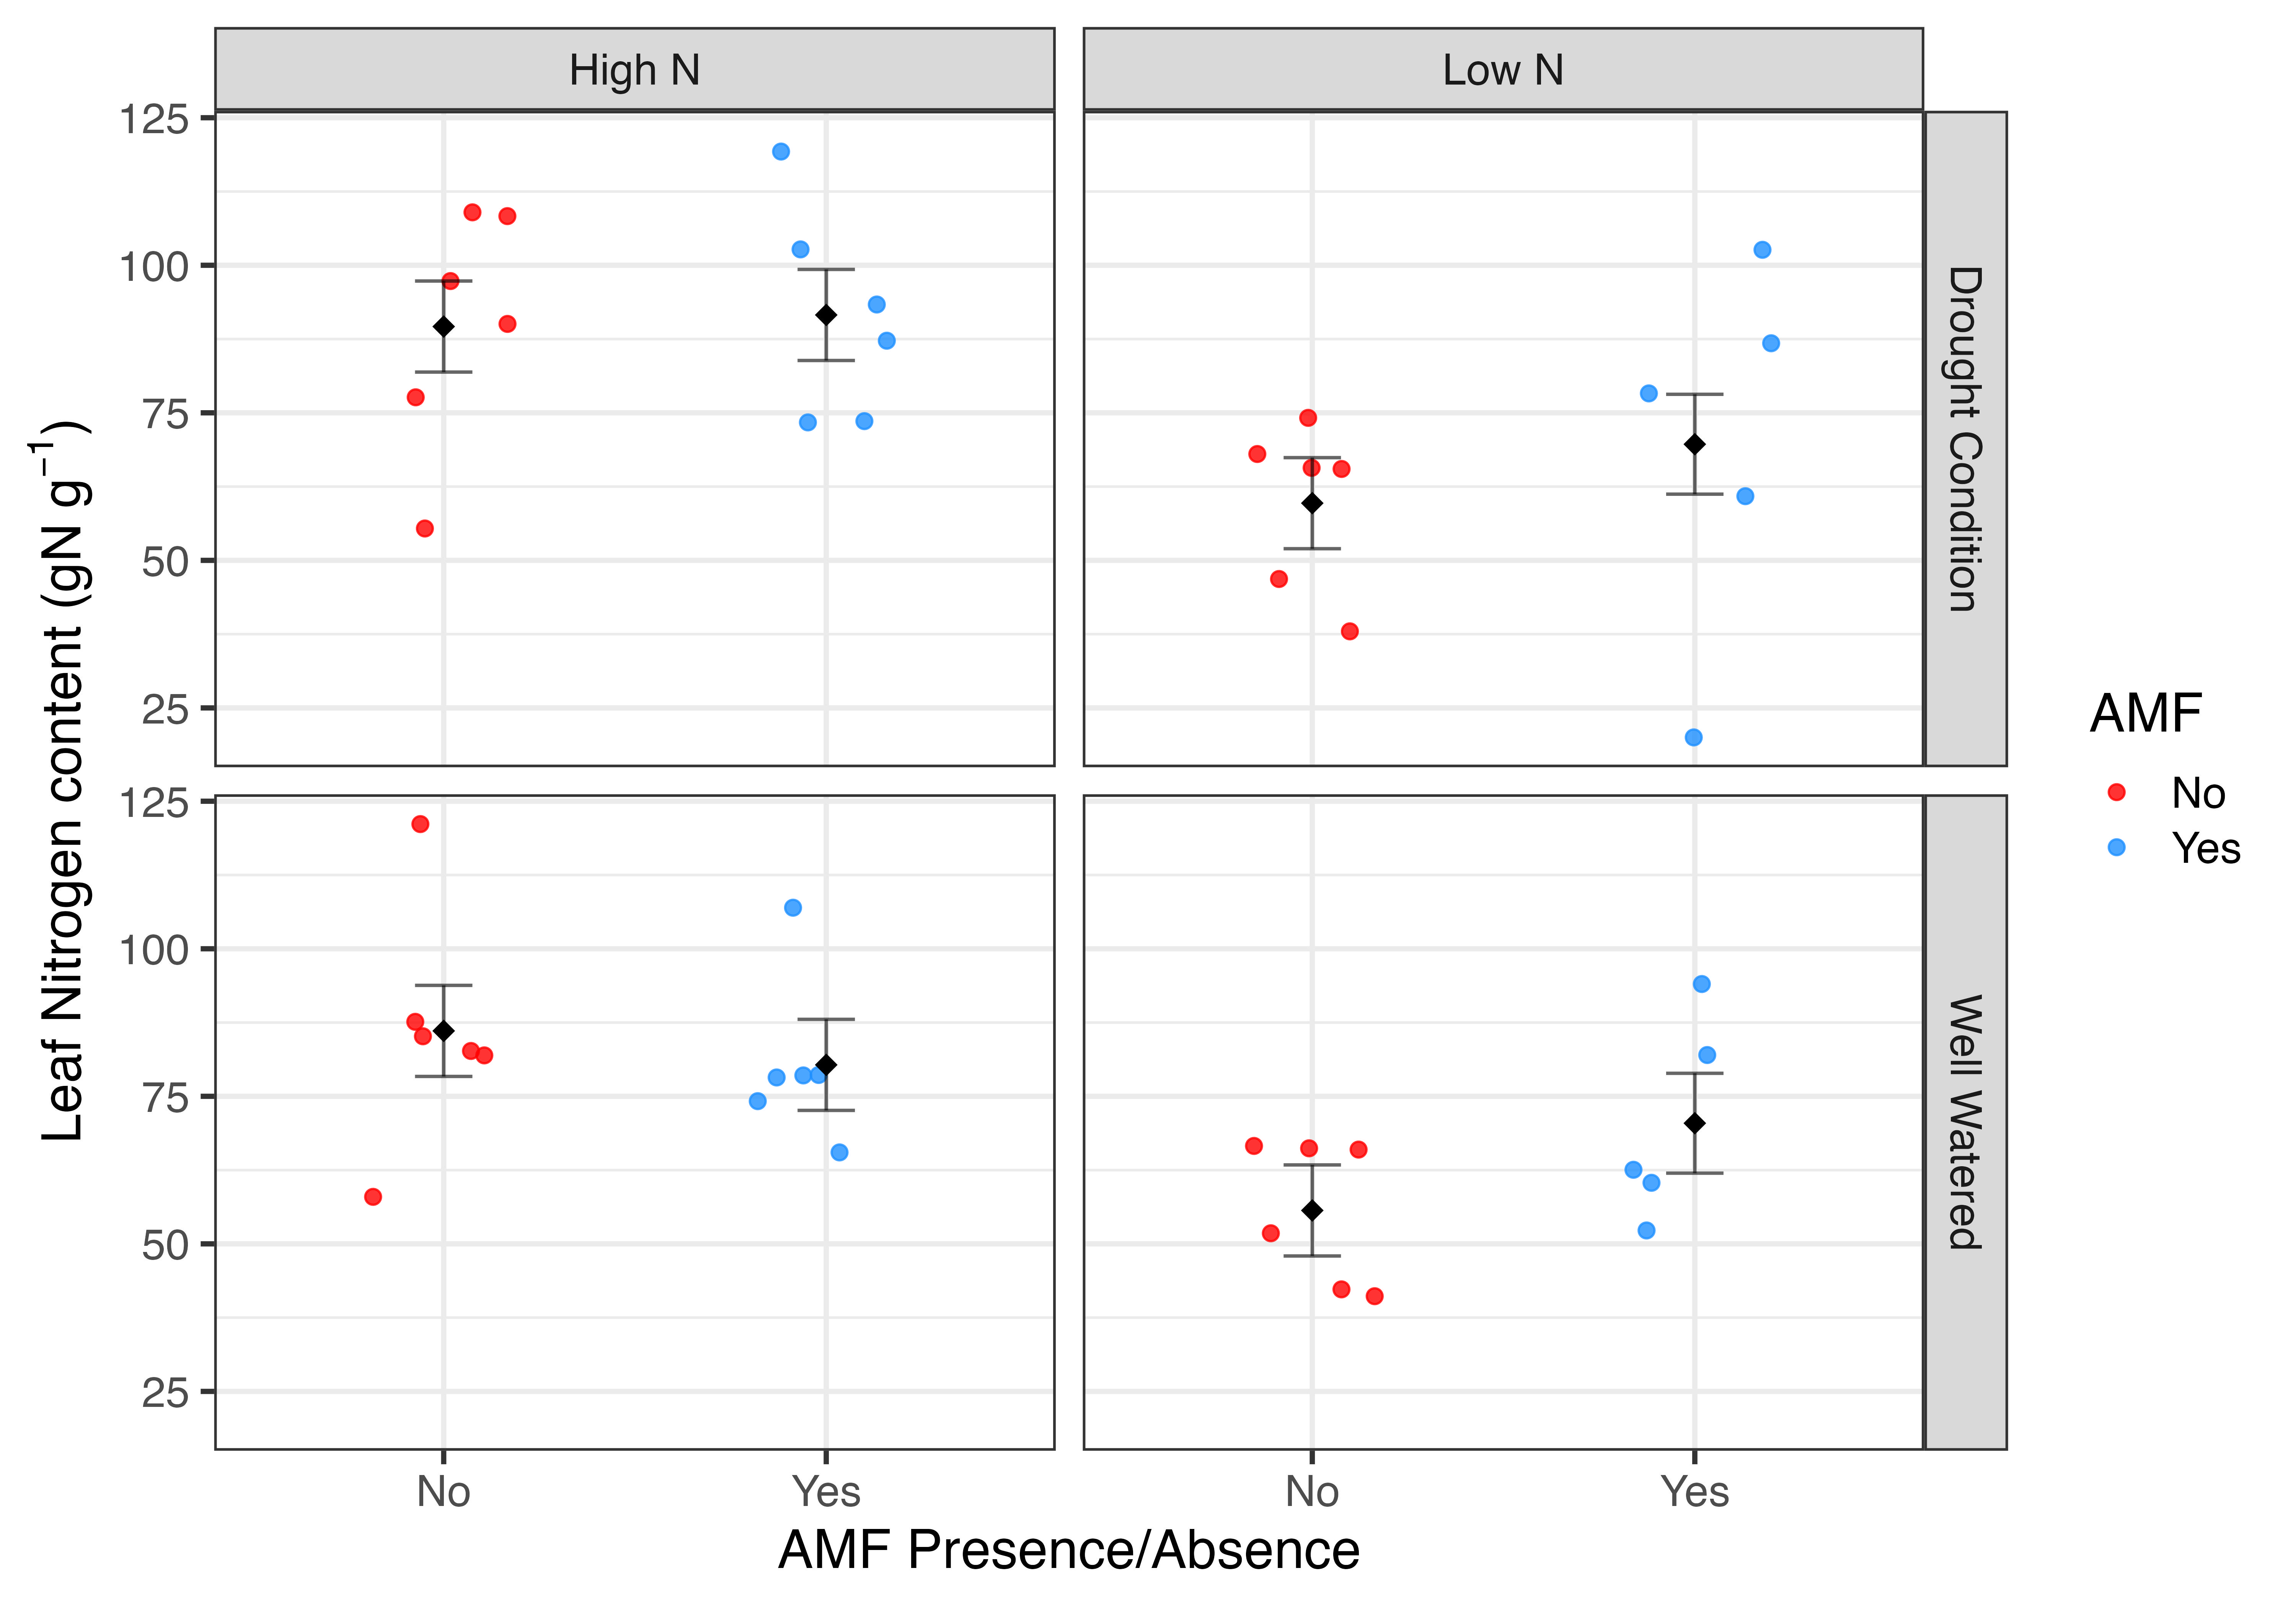 High N
Low N
125
100
75
50
25
Drought Condition
125
100
75
50
25
Well Watered
Leaf Nitrogen content (gN g⁻¹)
No
Yes
No
Yes
AMF Presence/Absence
AMF
No
Yes